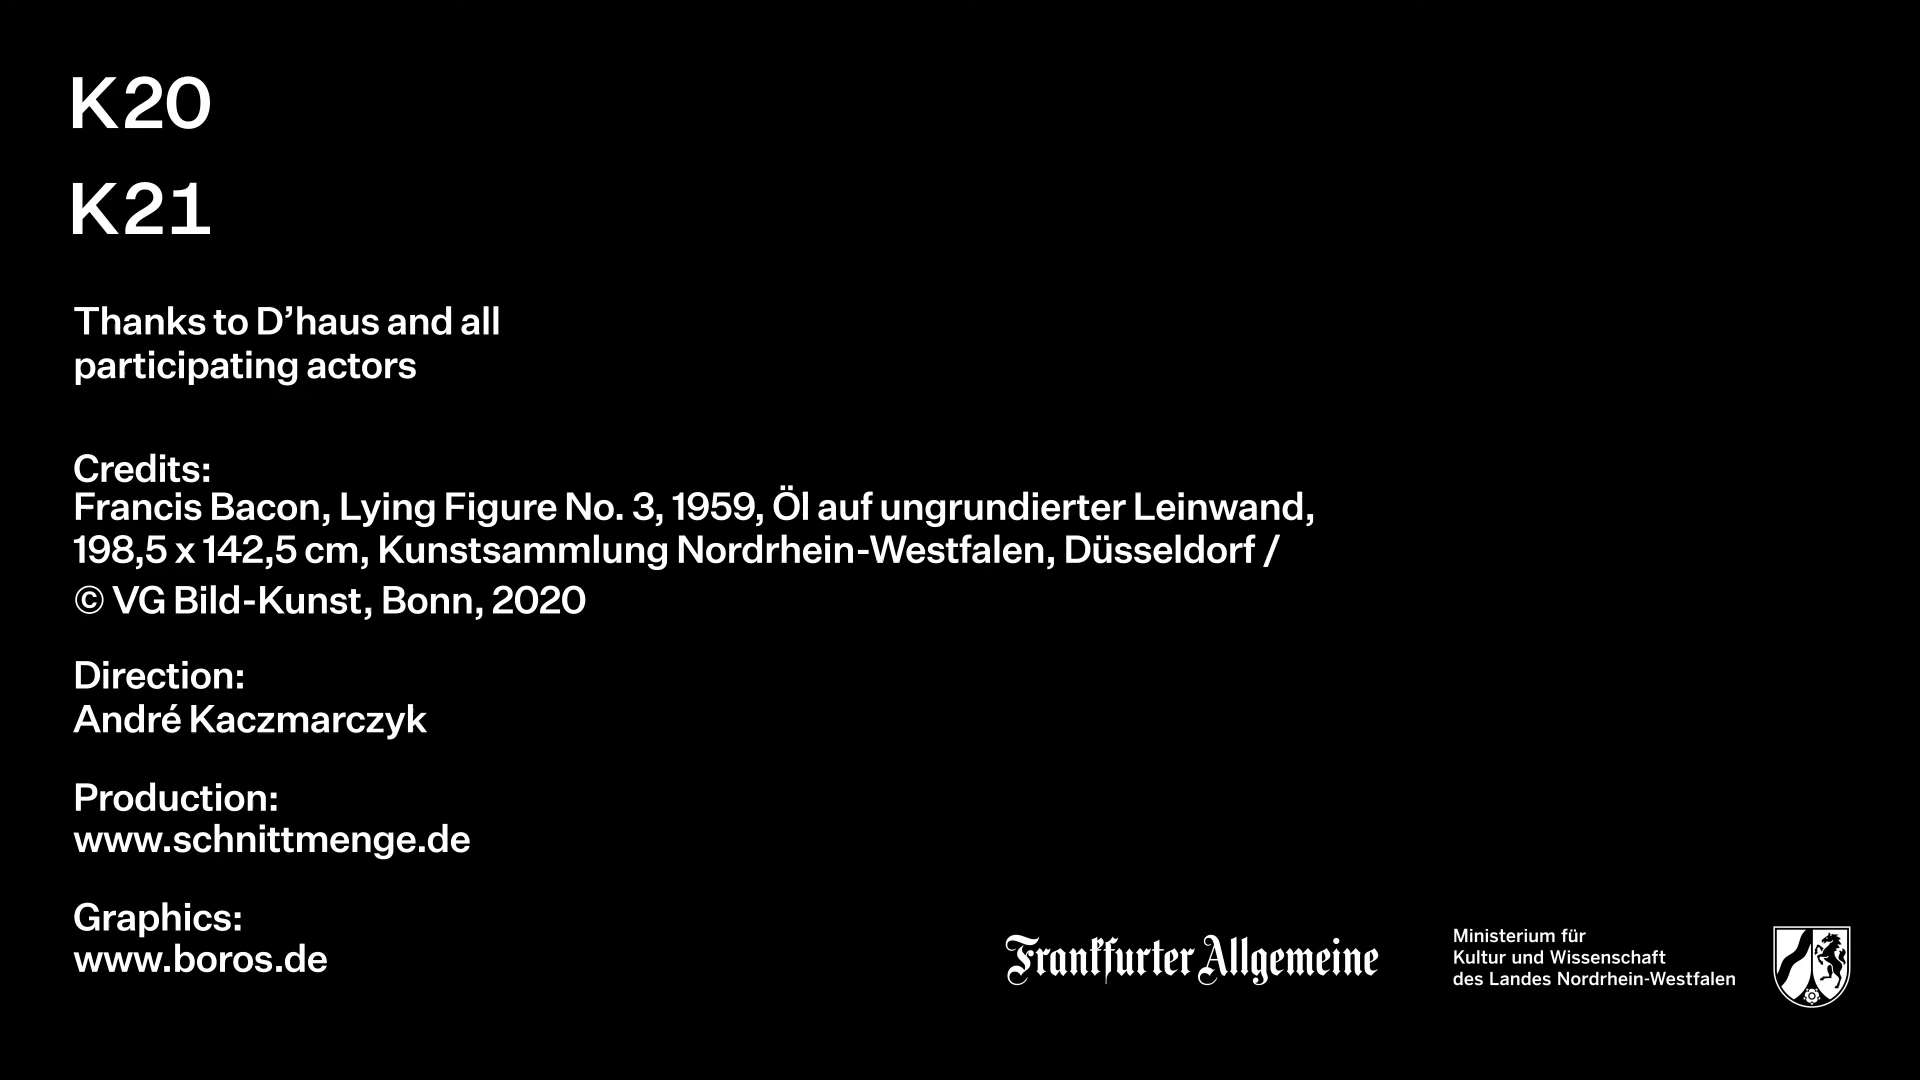 K20
K21
Thanks to D’haus and all
participating actors
Credits:
Francis Bacon, Lying Figure No. 3, 1959, Öl auf ungrundierter Leinwand,
198,5 x 142,5 cm, Kunstsammlung Nordrhein-Westfalen, Düsseldorf /
© VG Bild-Kunst, Bonn, 2020
Direction:
André Kaczmarczyk
Production:
www.schnittmenge.de
Graphics:
www.boros.de
Frankfurter Allgemeine
Ministerium für
Kultur und Wissenschaft
des Landes Nordrhein-Westfalen